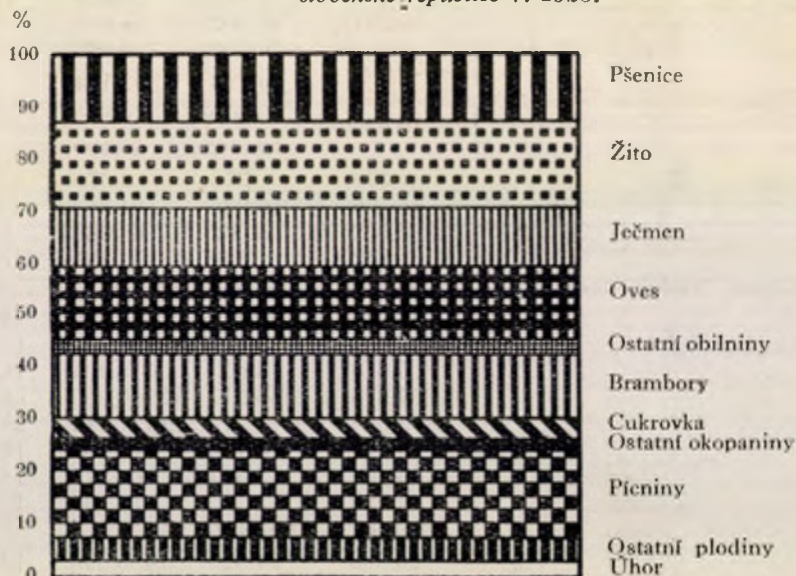 %
100
90
80
70
60
50
40
30
20
10
0
Pšenice
Žito
Ječmen
Oves
Ostatní obilniny
Brambory
Cukrovka
Ostatní okopaniny
Pícniny
Ostatní plodiny
Úhor